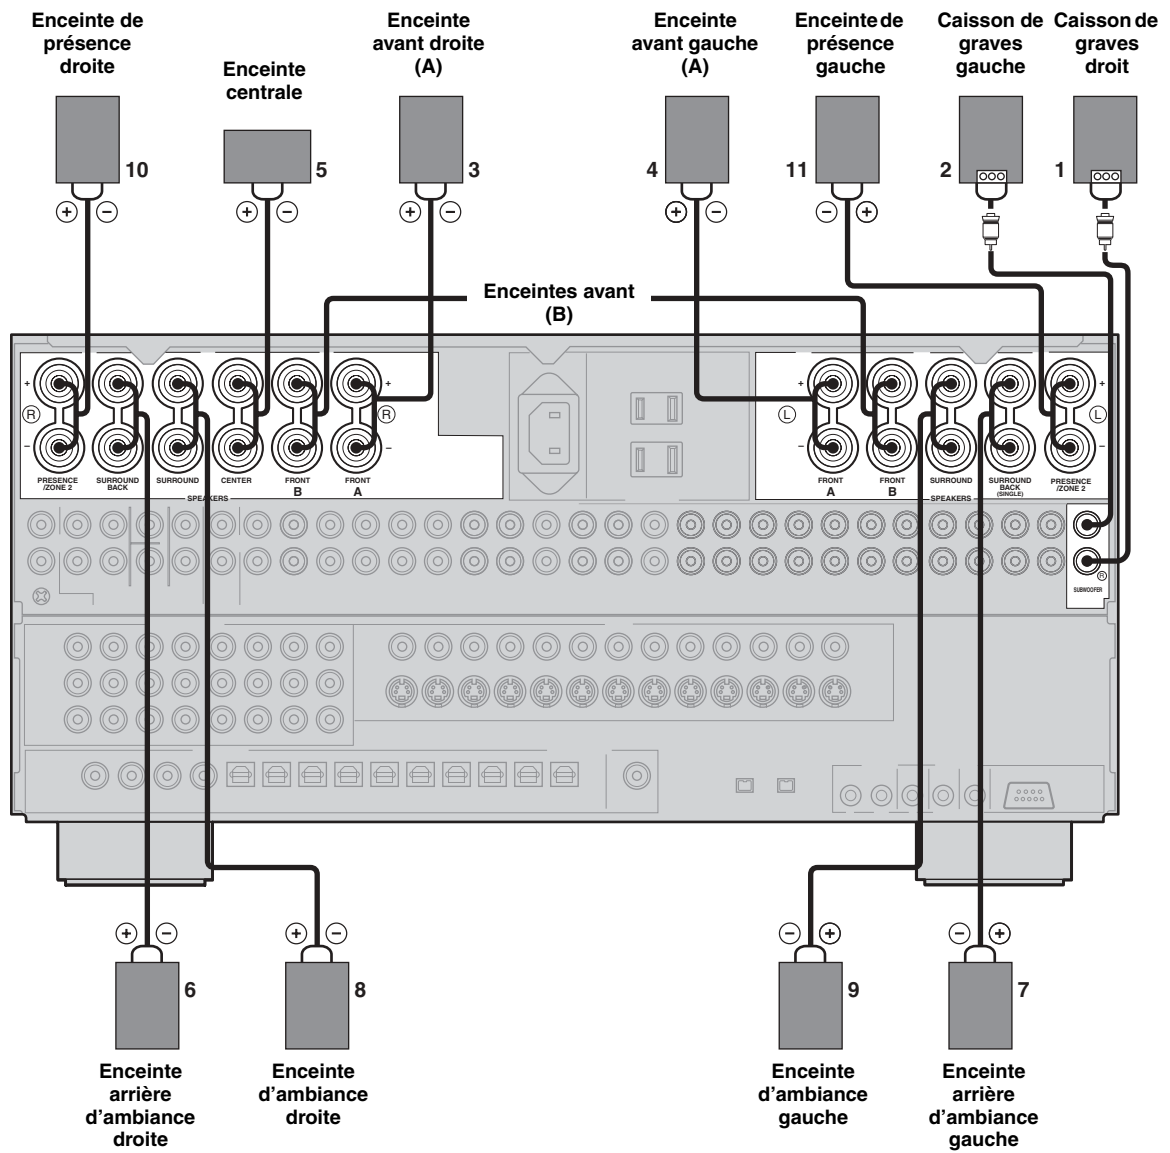 Enceinte de
présence
droite
Enceinte
centrale
Enceinte
avant droite
(A)
Enceinte
avant gauche
(A)
Enceinte de
présence
gauche
Caisson de
graves
gauche
Caisson de
graves
droit
10
5
3
4
11
2
1
+ −
+ −
+ −
+ −
− +
Enceintes avant
(B)
+
R
−
+
R
−
+
L
−
+
L
−
PRESENCE
/ZONE 2
SURROUND
BACK
SURROUND
CENTER
FRONT
B
FRONT
A
SPEAKERS
FRONT
A
FRONT
B
SURROUND
SURROUND
BACK
(SINGLE)
PRESENCE
/ZONE 2
SPEAKERS
R
SUBWOOFER
+ −
+ −
− +
− +
6
8
9
7
Enceinte
arrière
d’ambiance
droite
Enceinte
d’ambiance
droite
Enceinte
d’ambiance
gauche
Enceinte
arrière
d’ambiance
gauche